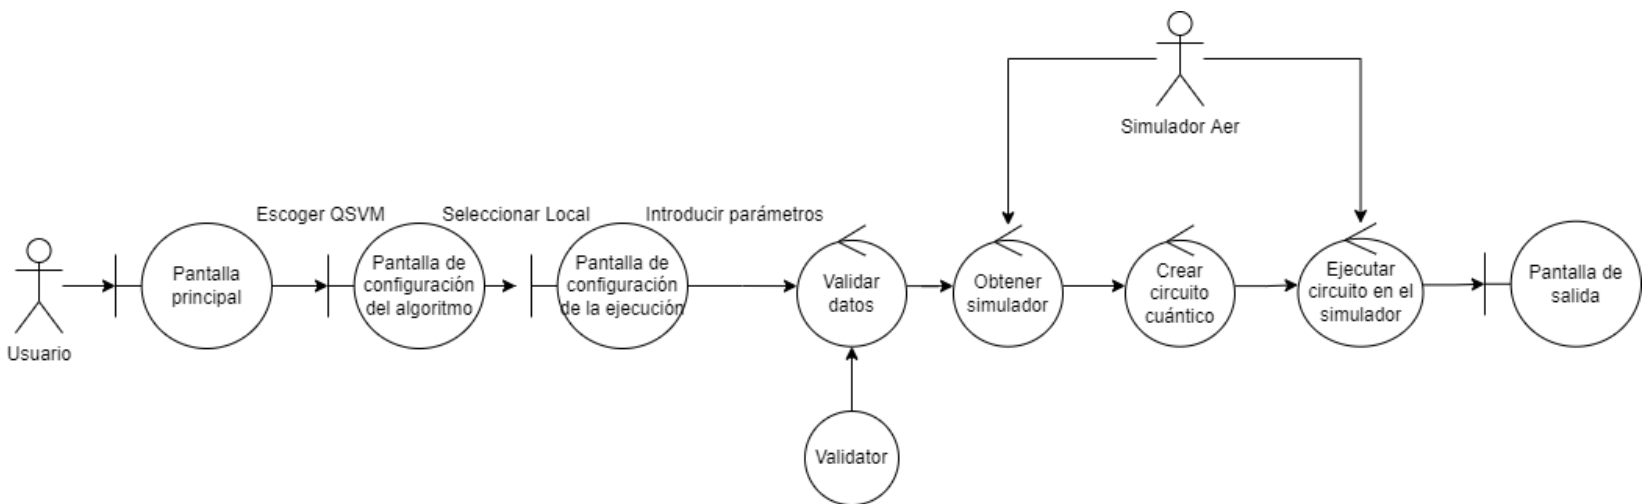 Simulador Aer
Escoger QSVM
Seleccionar Local
Introducir parámetros
Usuario
Pantalla
principal
Pantalla de
configuración
del algoritmo
Pantalla de
configuración
de la ejecución
Validar
datos
Obtener
simulador
Crear
circuito
cuántico
Ejecutar
circuito en el
simulador
Pantalla de
salida
Validator